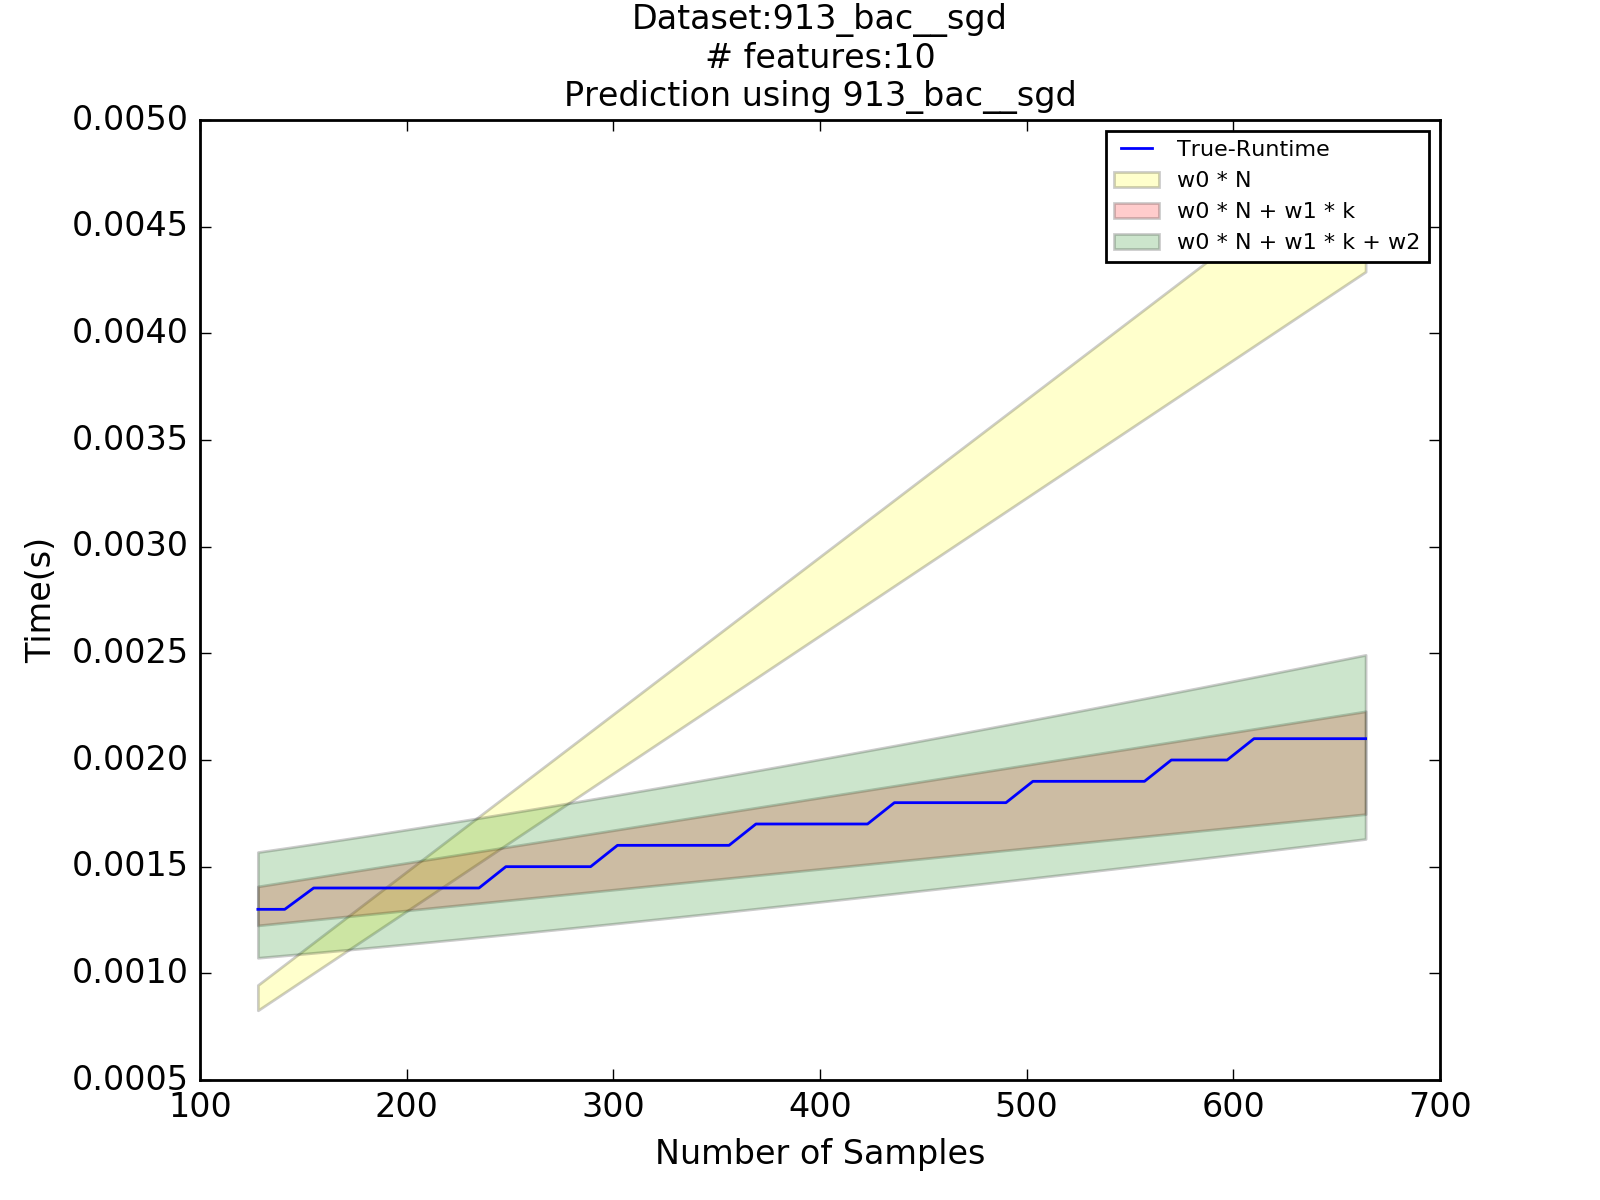 Dataset:913_bac__sgd
# features:10
Prediction using 913_bac__sgd
0.0050
0.0045
0.0040
0.0035
0.0030
0.0025
0.0020
0.0015
0.0010
0.0005
Time(s)
True-Runtime
w0 * N
w0 * N + w1 * k
w0 * N + w1 * k + w2
100 200 300 400 500 600 700
Number of Samples